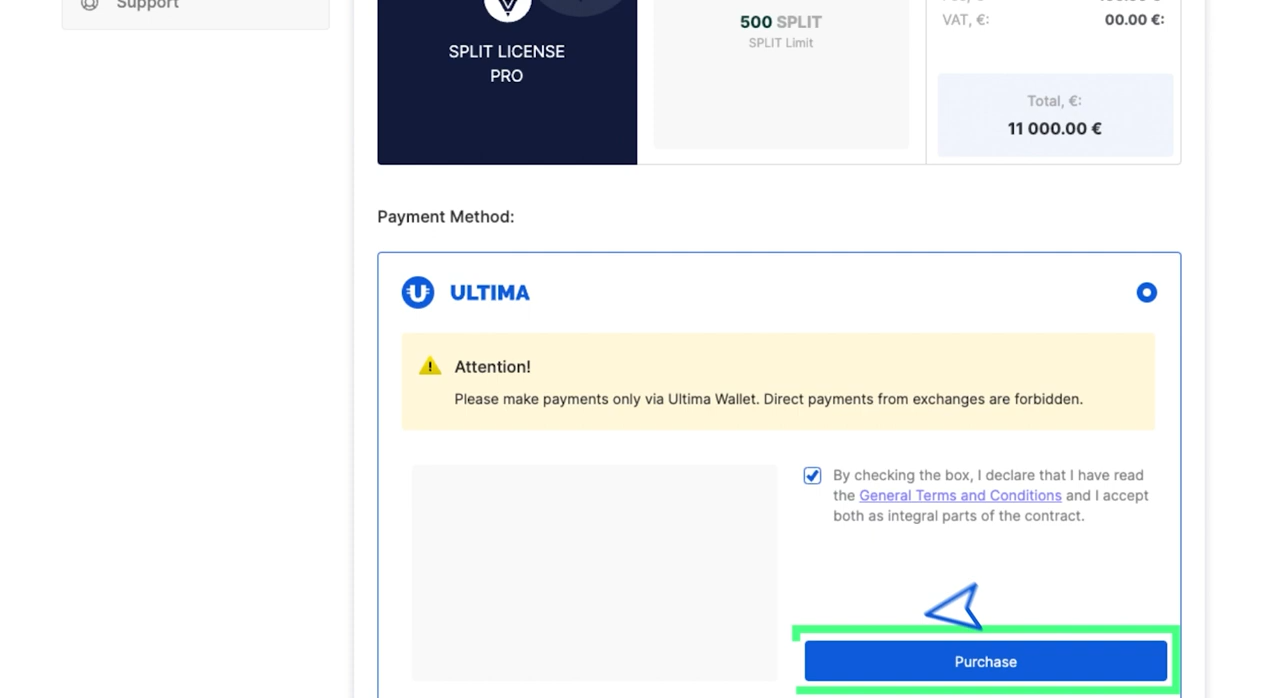 Support
SPLIT LICENSE
PRO
500 SPLIT
SPLIT Limit
VAT, €:
00.00 €:
Total, €:
11 000.00 €
Payment Method:
ULTIMA
Attention!
Please make payments only via Ultima Wallet. Direct payments from exchanges are forbidden.
By checking the box, I declare that I have read
the General Terms and Conditions and I accept
both as integral parts of the contract.
Purchase